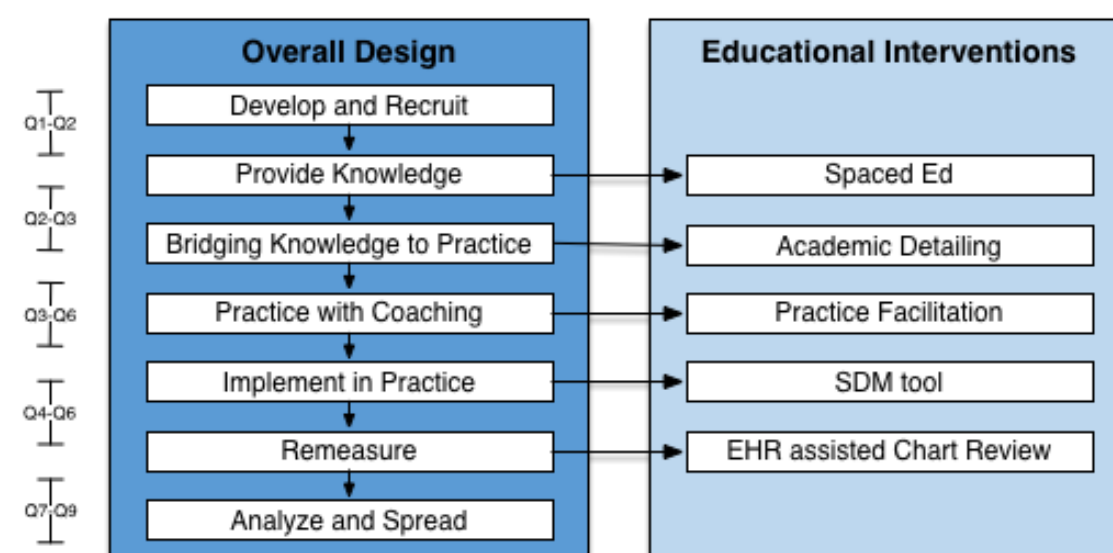 Overall Design
Educational Interventions
Q1-Q2
Develop and Recruit
Provide Knowledge
Spaced Ed
Q2-Q3
Bridging Knowledge to Practice
Academic Detailing
Q3-Q6
Practice with Coaching
Practice Facilitation
Implement in Practice
SDM tool
Q4-Q6
Remeasure
EHR assisted Chart Review
Q7-Q9
Analyze and Spread